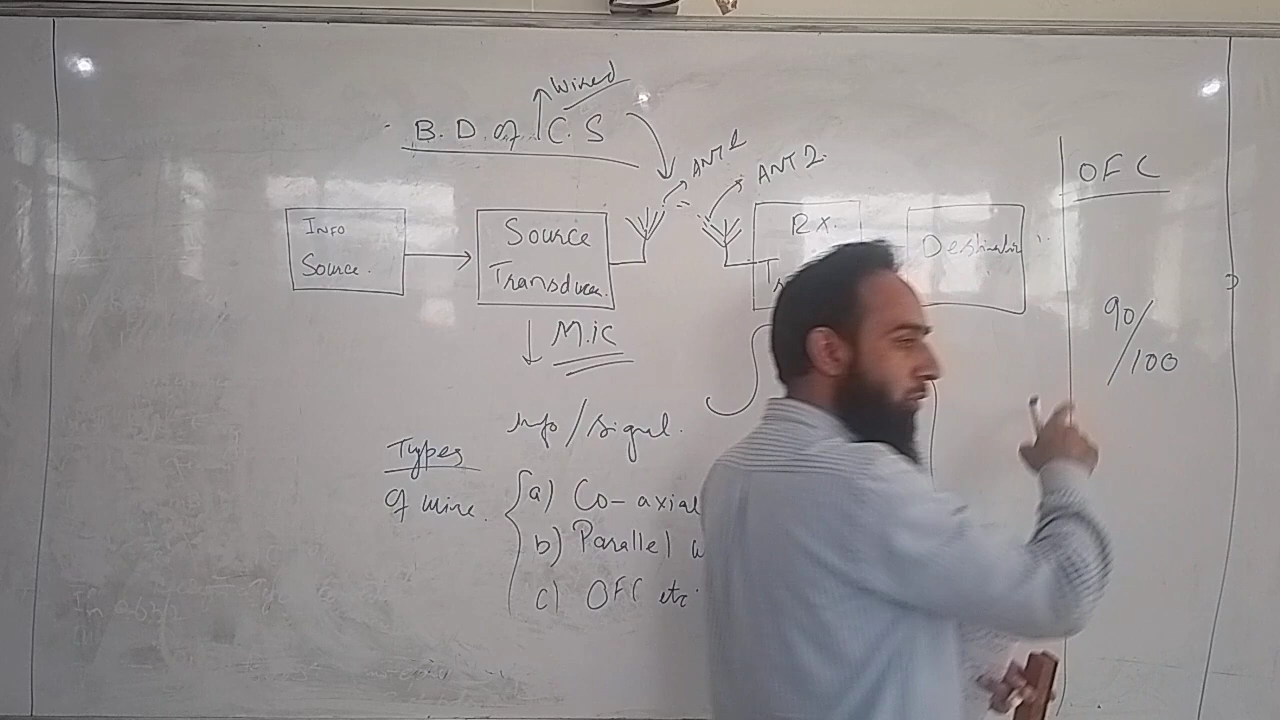 Wired
B. D. of C. S
ANT 1
ANT 2
OFC
Info
Source.
Source
Transducer
Rx.
Destination
90/100
Mic
Info/signal.
Types
of wire.
a) Co-axial
b) Parallel
c) OFC etc.